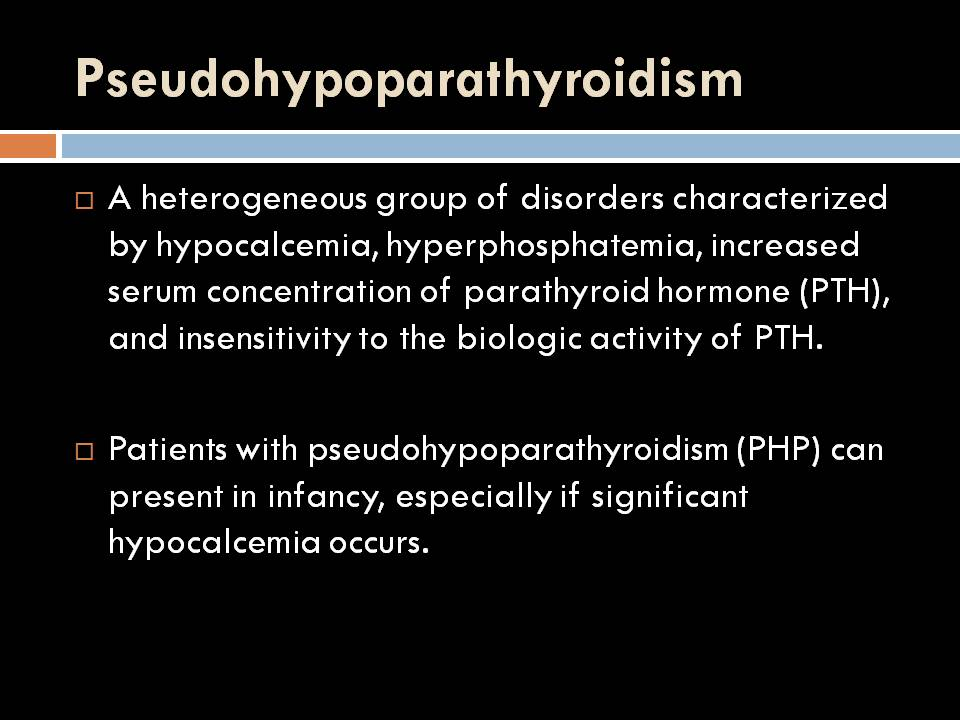 Pseudohypoparathyroidism
A heterogeneous group of disorders characterized
by hypocalcemia, hyperphosphatemia, increased
serum concentration of parathyroid hormone (PTH),
and insensitivity to the biologic activity of PTH.
Patients with pseudohypoparathyroidism (PHP) can
present in infancy, especially if significant
hypocalcemia occurs.